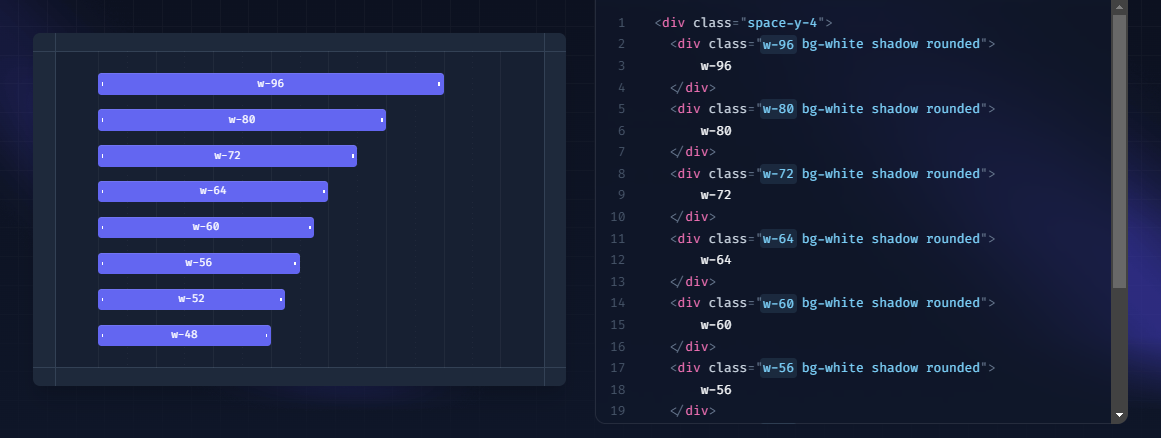 w-96
w-80
w-72
w-64
w-60
w-56
w-52
w-48
1 <div class="space-y-4">
2 <div class="w-96 bg-white shadow rounded">
3 w-96
4 </div>
5 <div class="w-80 bg-white shadow rounded">
6 w-80
7 </div>
8 <div class="w-72 bg-white shadow rounded">
9 w-72
10 </div>
11 <div class="w-64 bg-white shadow rounded">
12 w-64
13 </div>
14 <div class="w-60 bg-white shadow rounded">
15 w-60
16 </div>
17 <div class="w-56 bg-white shadow rounded">
18 w-56
19 </div>